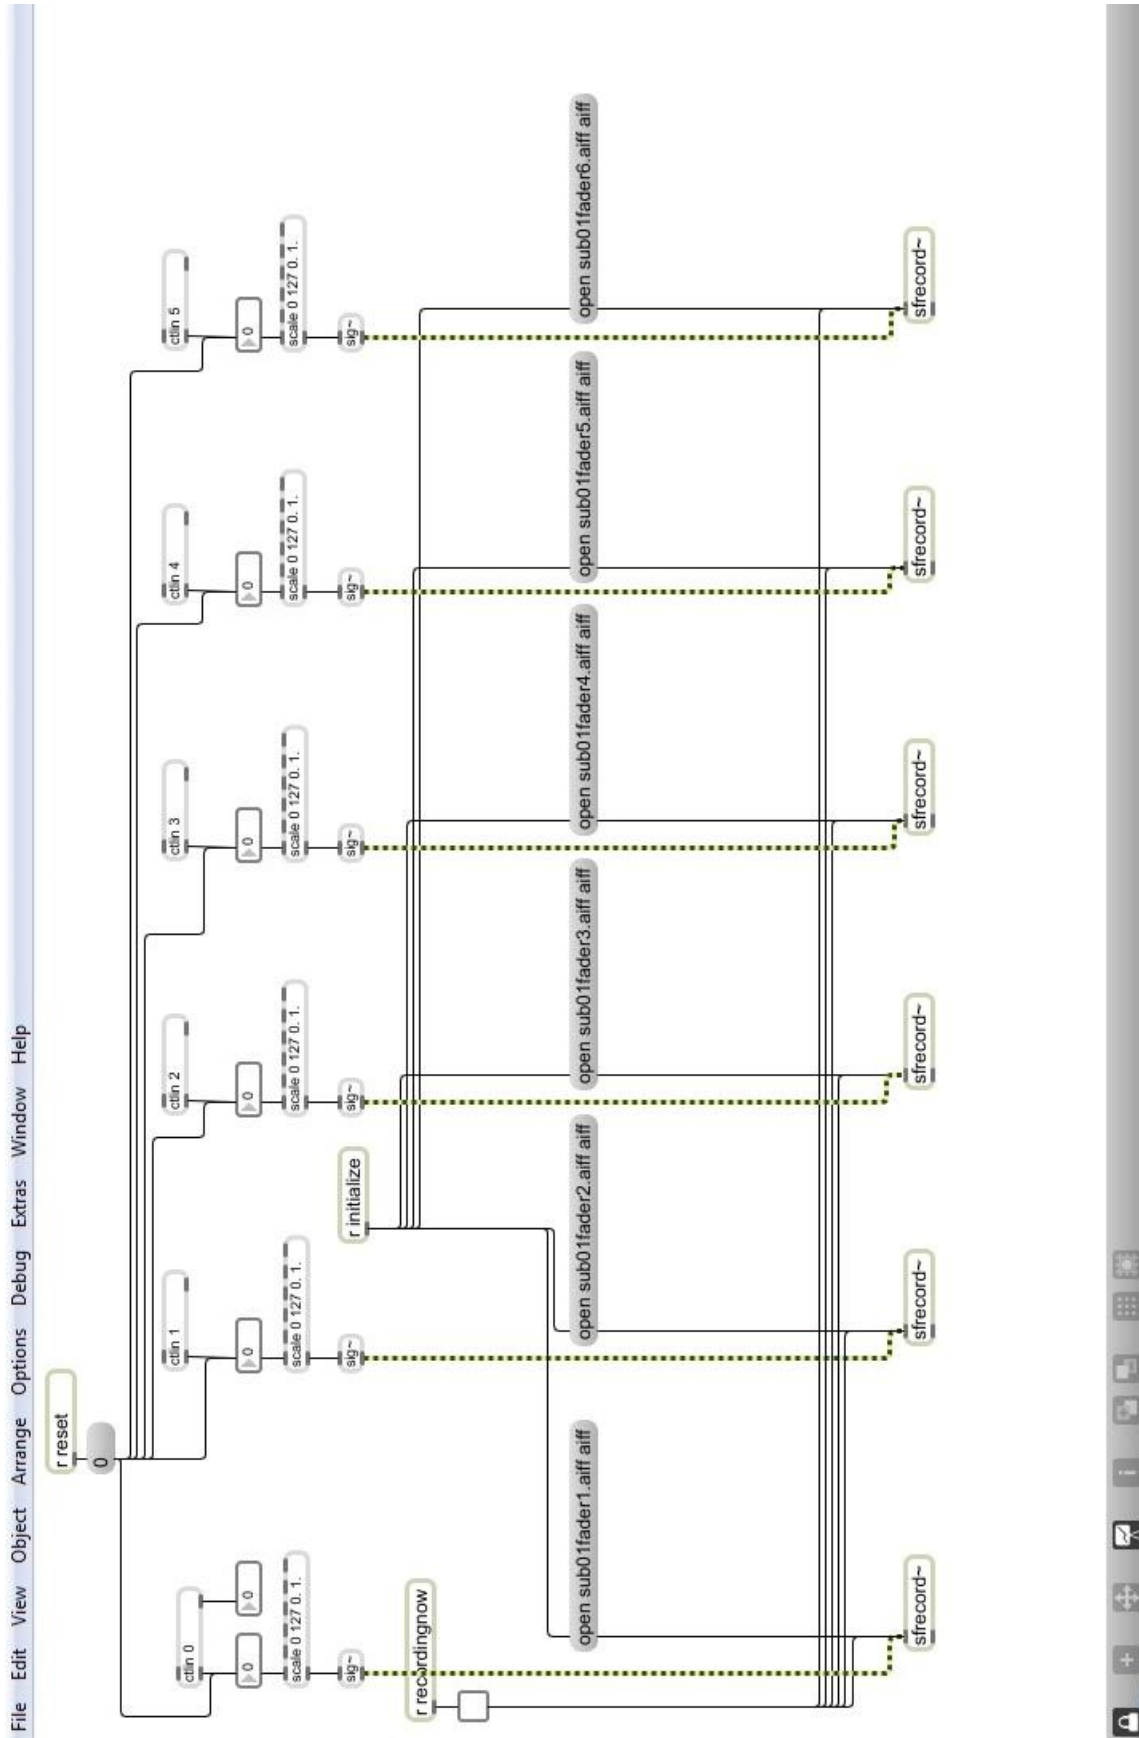 File Edit View Object Arrange Options Debug Extras Window Help
r reset
0
ctlin 0
ctlin 1
ctlin 2
ctlin 3
ctlin 4
ctlin 5
0
0
0
0
0
0
0
scale 0 127 0. 1.
scale 0 127 0. 1.
scale 0 127 0. 1.
scale 0 127 0. 1.
scale 0 127 0. 1.
scale 0 127 0. 1.
sig~
sig~
sig~
sig~
sig~
sig~
r initialize
r recordingnow
open sub01fader1.aiff aiff
open sub01fader2.aiff aiff
open sub01fader3.aiff aiff
open sub01fader4.aiff aiff
open sub01fader5.aiff aiff
open sub01fader6.aiff aiff
sfrecord~
sfrecord~
sfrecord~
sfrecord~
sfrecord~
sfrecord~